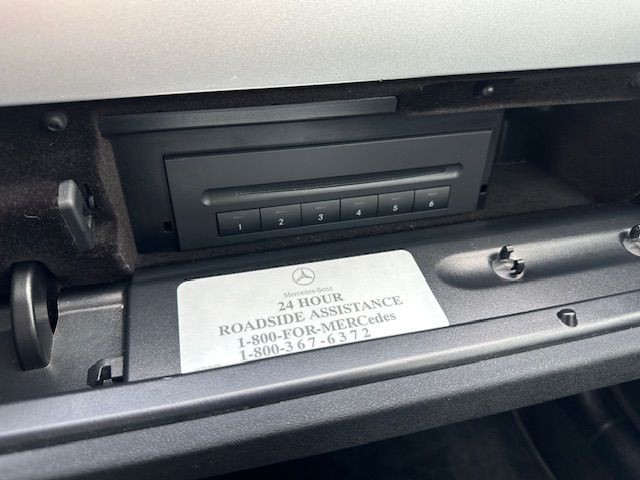 1 2 3 4 5 6
Mercedes-Benz
24 HOUR
ROADSIDE ASSISTANCE
1-800-FOR-MERCedes
1-800-367-6372